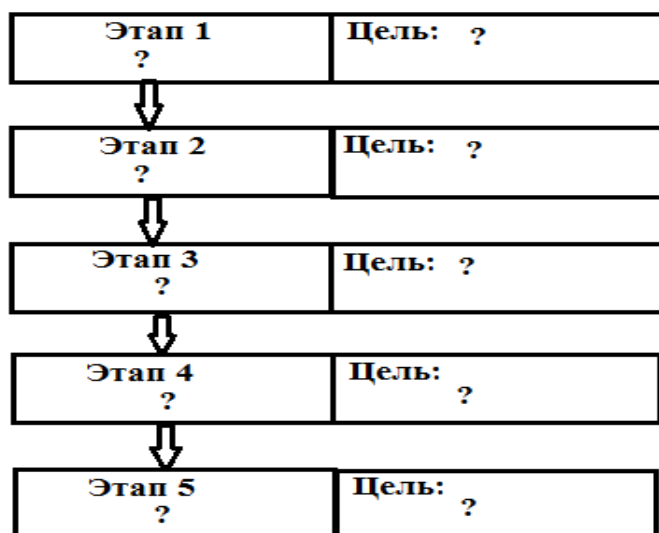 Этап 1
?
Цель: ?
Этап 2
?
Цель: ?
Этап 3
?
Цель: ?
Этап 4
?
Цель:
?
Этап 5
?
Цель:
?